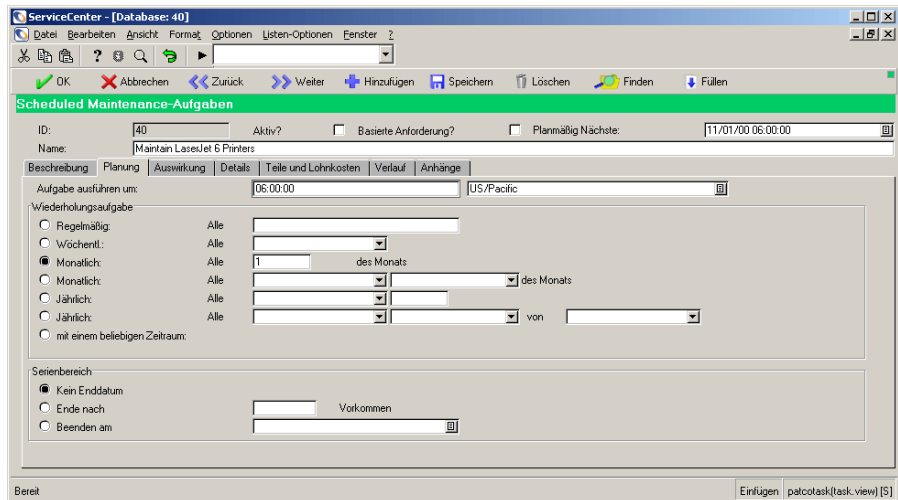 ServiceCenter - [Database: 40]
Datei Bearbeiten Ansicht Format Optionen Listen-Optionen Fenster ?
OK Abbrechen Zurück Weiter Hinzufügen Speichern Löschen Finden Füllen
Scheduled Maintenance-Aufgaben
ID: 40 Aktiv? Basierte Anforderung? Planmäßig Nächste: 11/01/00 06:00:00
Name: Maintain LaserJet 6 Printers
Beschreibung Planung Auswirkung Details Teile und Lohnkosten Verlauf Anhänge
Aufgabe ausführen um: 06:00:00 US/Pacific
Wiederholungsaufgabe
Regelmäßig: Alle
Wöchentl.: Alle
Monatlich: Alle 1 des Monats
Monatlich: Alle des Monats
Jährlich: Alle
Jährlich: Alle von
mit einem beliebigen Zeitraum:
Serienbereich
Kein Enddatum
Ende nach Vorkommen
Beenden am
Bereit Einfügen patcotask(task.view) [S]